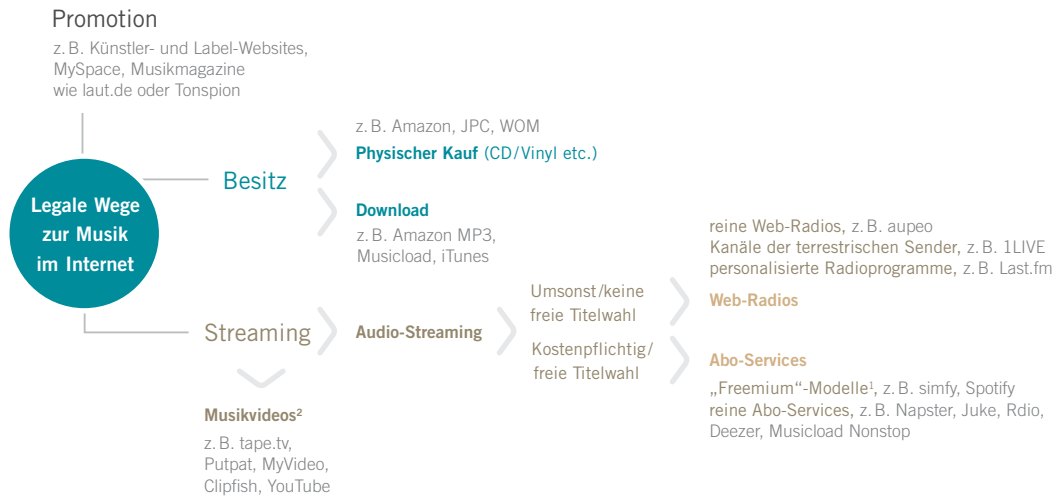 Promotion
z. B. Künstler- und Label-Websites,
MySpace, Musikmagazine
wie laut.de oder Tonspion
Legale Wege
zur Musik
im Internet
Besitz
z. B. Amazon, JPC, WOM
Physischer Kauf (CD/Vinyl etc.)
Download
z. B. Amazon MP3,
Musicload, iTunes
Streaming
Audio-Streaming
Umsonst/keine
freie Titelwahl
Kostenpflichtig/
freie Titelwahl
reine Web-Radios, z. B. aupeo
Kanäle der terrestrischen Sender, z. B. 1LIVE
personalisierte Radioprogramme, z. B. Last.fm
Web-Radios
Abo-Services
„Freemium“-Modelle¹, z. B. simfy, Spotify
reine Abo-Services, z. B. Napster, Juke, Rdio,
Deezer, Musicload Nonstop
Musikvideos²
z. B. tape.tv,
Putpat, MyVideo,
Clipfish, YouTube